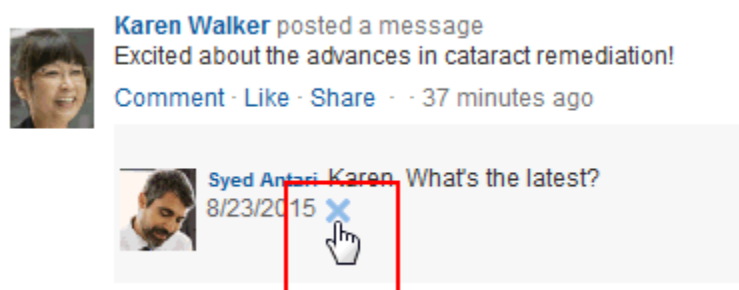 Karen Walker posted a message
Excited about the advances in cataract remediation!
Comment · Like · Share · · 37 minutes ago
Syed Antari Karen, What's the latest?
8/23/2015